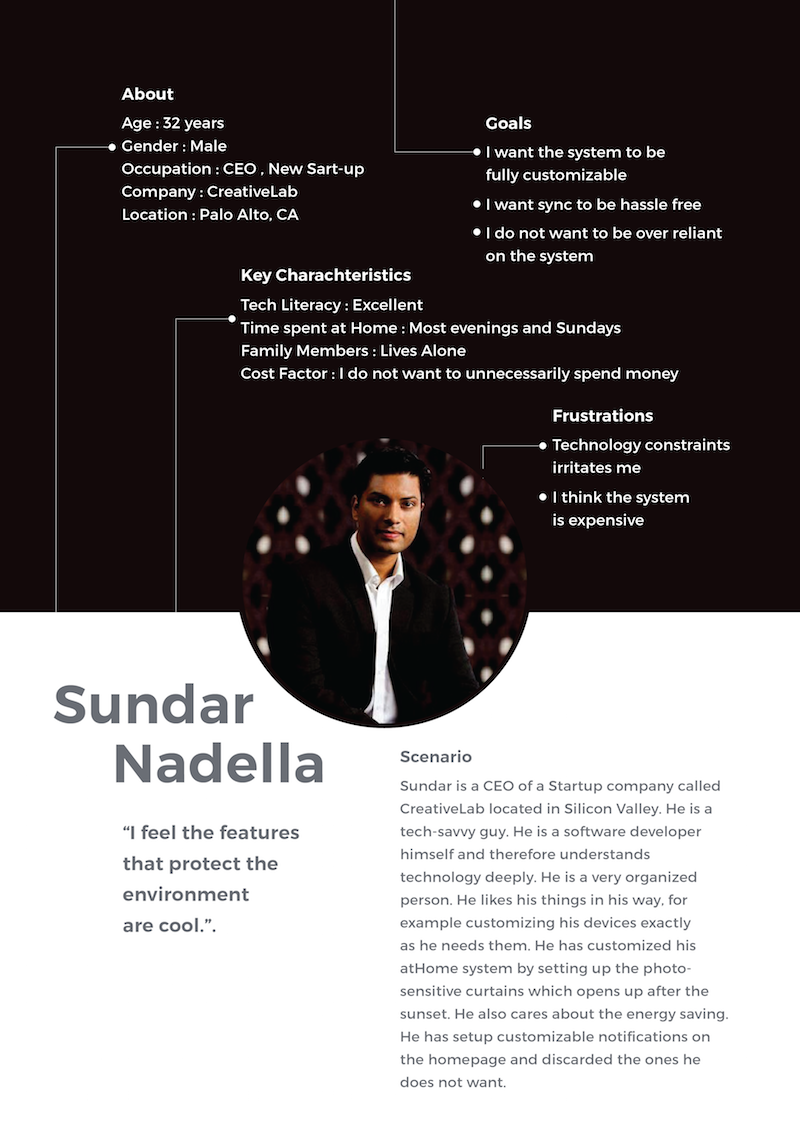 About
Age : 32 years
Gender : Male
Occupation : CEO , New Sart-up
Company : CreativeLab
Location : Palo Alto, CA
Goals
I want the system to be
fully customizable
I want sync to be hassle free
I do not want to be over reliant
on the system
Key Charachteristics
Tech Literacy : Excellent
Time spent at Home : Most evenings and Sundays
Family Members : Lives Alone
Cost Factor : I do not want to unnecessarily spend money
Frustrations
Technology constraints
irritates me
I think the system
is expensive
Sundar
Nadella
“I feel the features
that protect the
environment
are cool.”.
Scenario
Sundar is a CEO of a Startup company called
CreativeLab located in Silicon Valley. He is a
tech-savvy guy. He is a software developer
himself and therefore understands
technology deeply. He is a very organized
person. He likes his things in his way, for
example customizing his devices exactly
as he needs them. He has customized his
atHome system by setting up the photo-
sensitive curtains which opens up after the
sunset. He also cares about the energy saving.
He has setup customizable notifications on
the homepage and discarded the ones he
does not want.